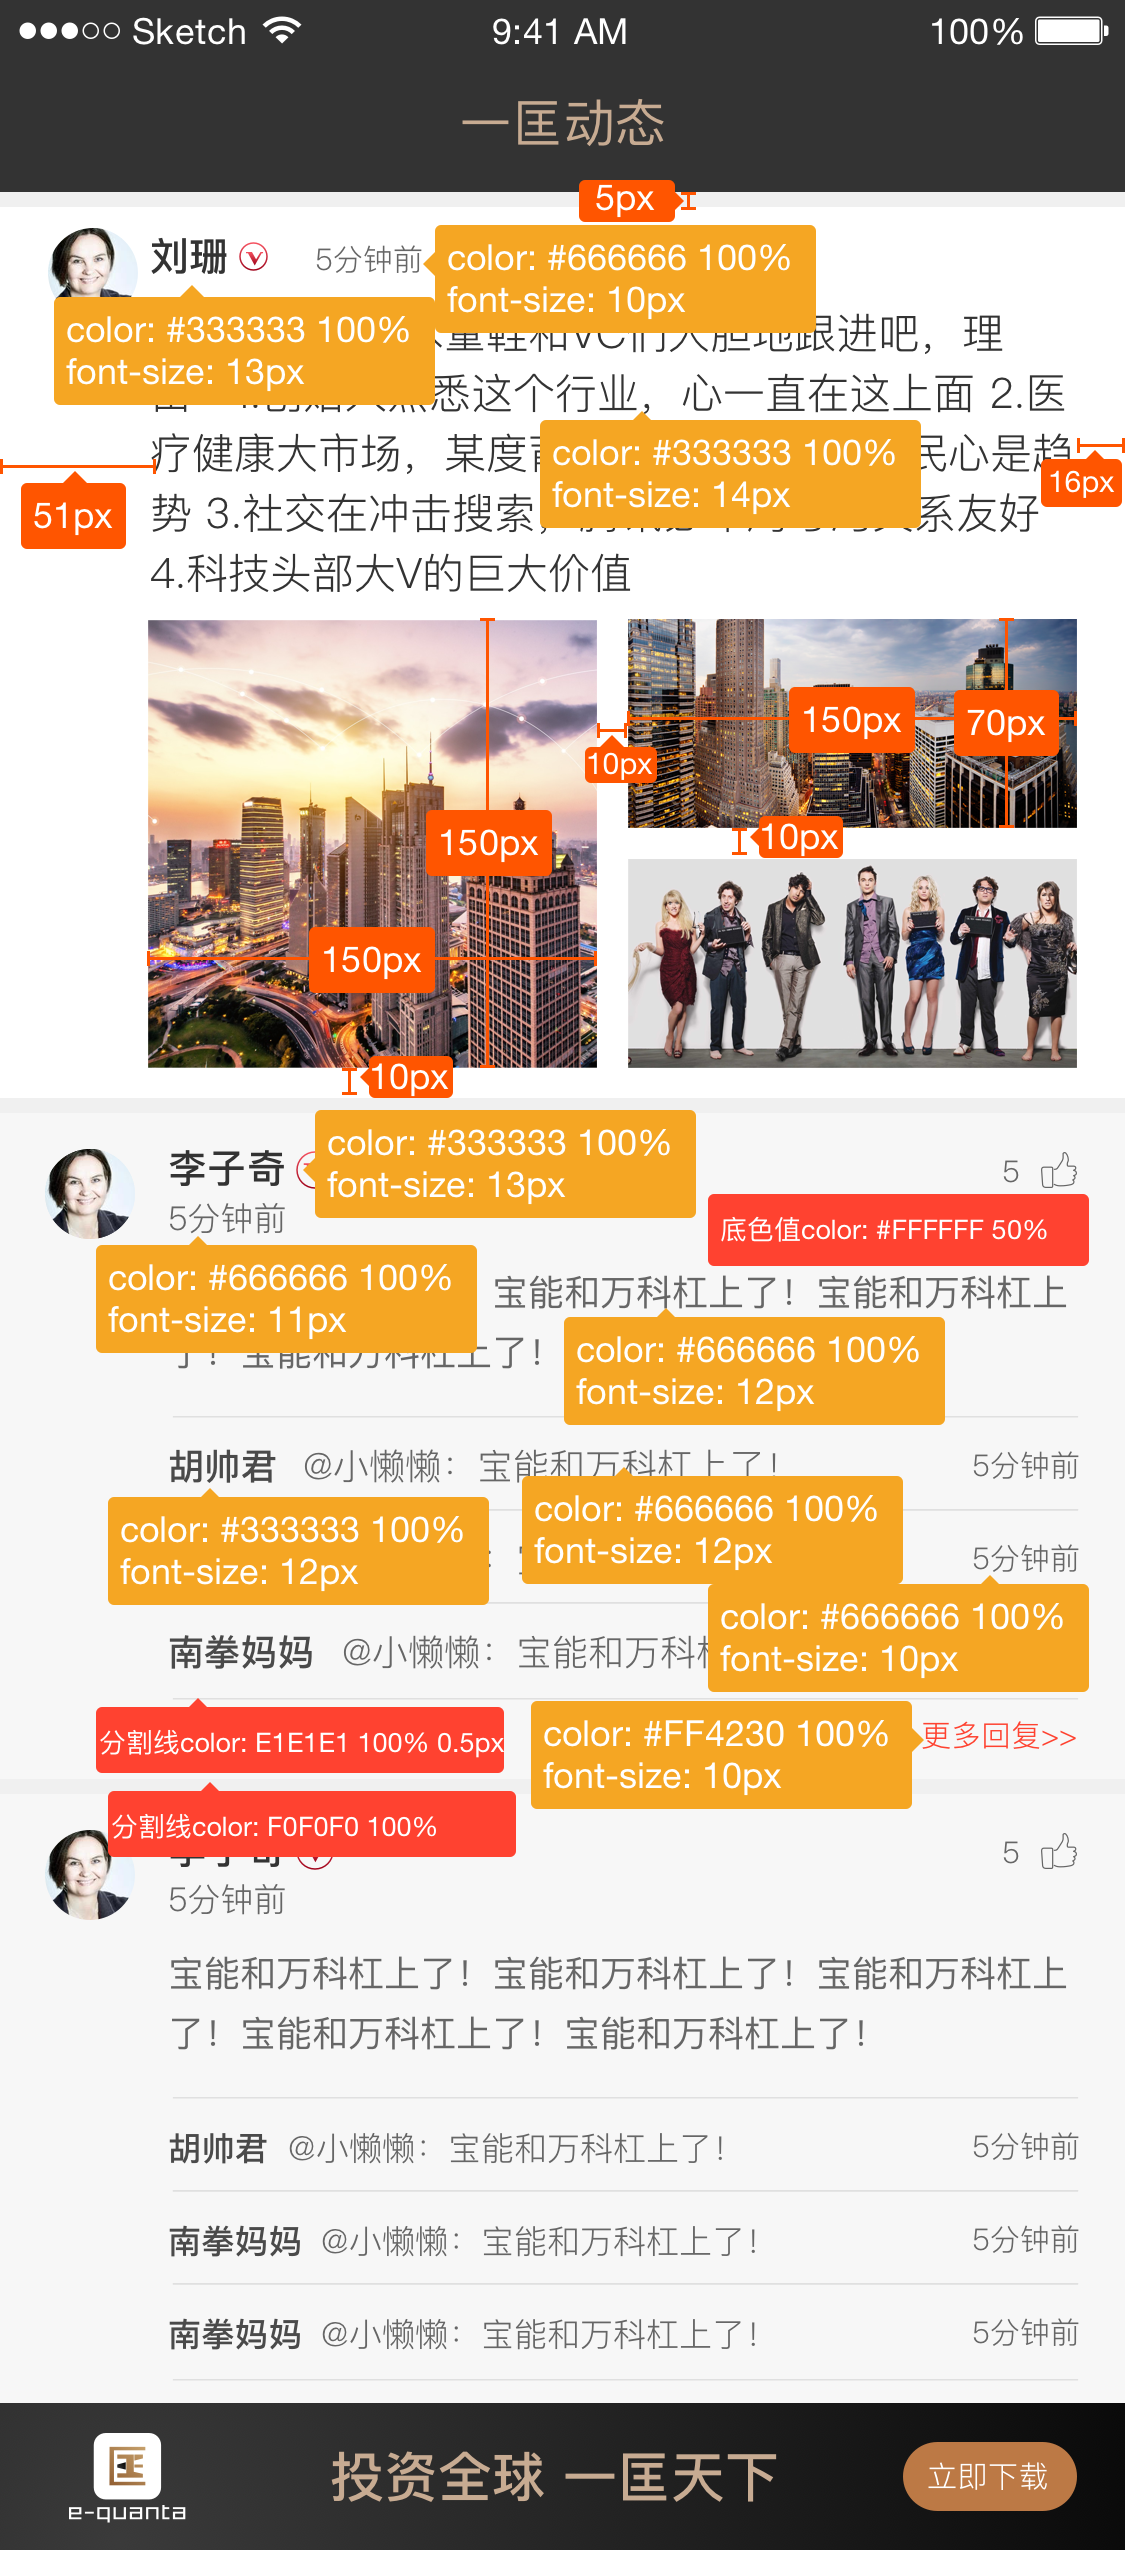 Sketch 9:41 AM 100%
一匡动态
5px
刘珊 5分钟前
color: #666666 100%
font-size: 10px
color: #333333 100%
font-size: 13px
童鞋和VC们大胆地跟进吧，理
悉这个行业，心一直在这上面 2.医
color: #333333 100%
font-size: 14px
疗健康大市场，某度 民心是趋
51px
16px
势 3.社交在冲击搜索， 系友好
4.科技头部大V的巨大价值
150px
70px
10px
10px
150px
150px
10px
color: #333333 100%
font-size: 13px
李子奇 5
5分钟前
底色值color: #FFFFFF 50%
color: #666666 100%
font-size: 11px
宝能和万科杠上了！宝能和万科杠上
了！宝能和万科杠上了！
color: #666666 100%
font-size: 12px
胡帅君 @小懒懒：宝能和万科杠上了！ 5分钟前
color: #333333 100%
font-size: 12px
color: #666666 100%
font-size: 12px
5分钟前
color: #666666 100%
font-size: 10px
南拳妈妈 @小懒懒：宝能和万科
分割线color: E1E1E1 100% 0.5px
color: #FF4230 100%
font-size: 10px
更多回复>>
分割线color: F0F0F0 100%
李子奇 5
5分钟前
宝能和万科杠上了！宝能和万科杠上了！宝能和万科杠上
了！宝能和万科杠上了！宝能和万科杠上了！
胡帅君 @小懒懒：宝能和万科杠上了！ 5分钟前
南拳妈妈 @小懒懒：宝能和万科杠上了！ 5分钟前
南拳妈妈 @小懒懒：宝能和万科杠上了！ 5分钟前
e-quanta
投资全球 一匡天下
立即下载